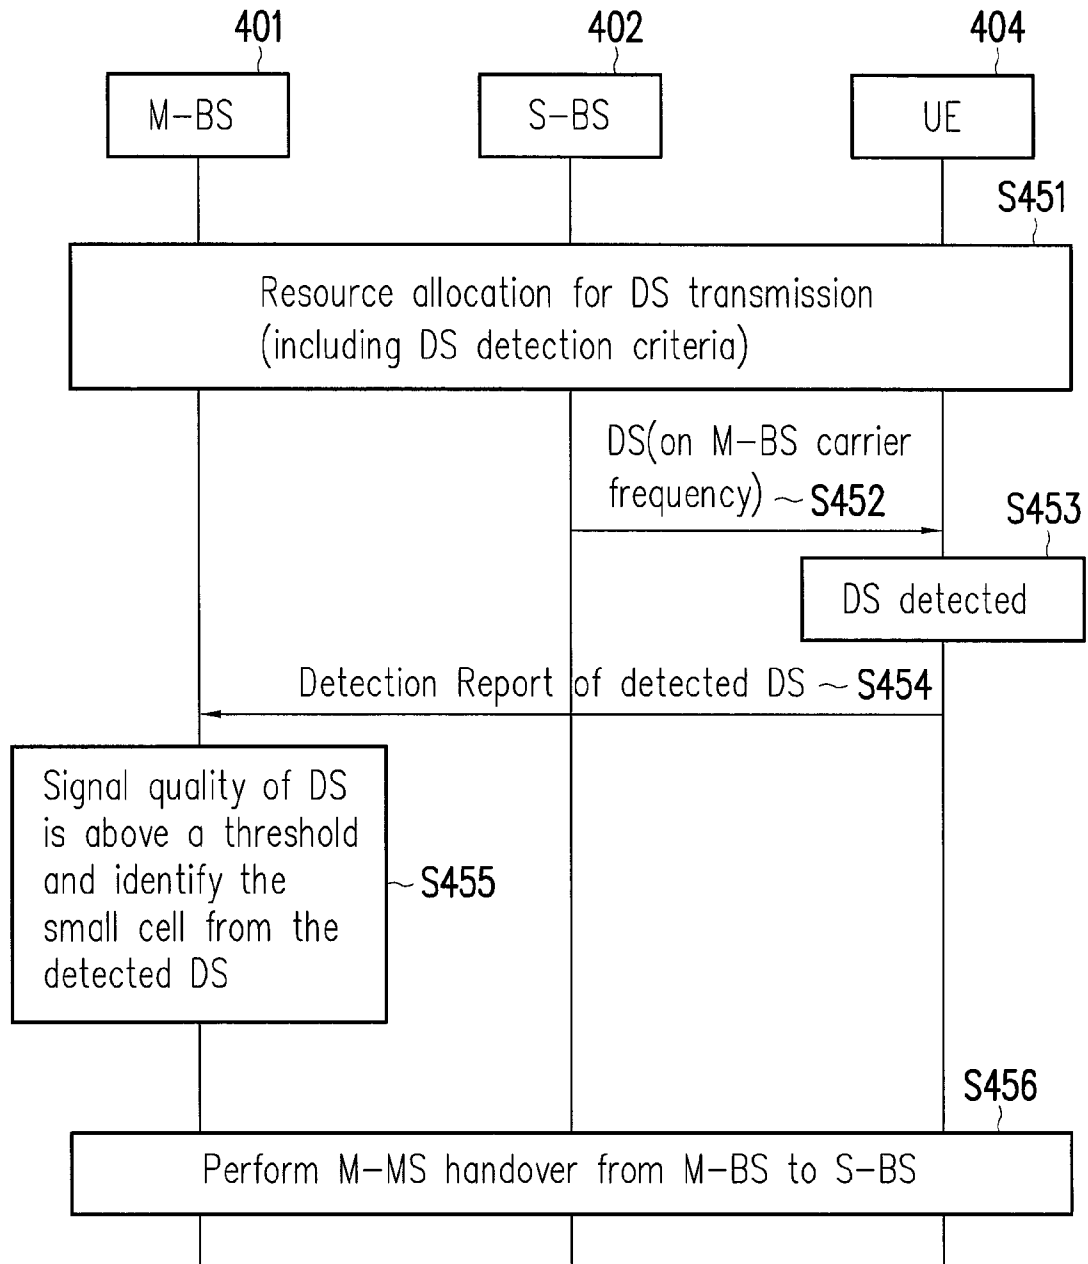 401
402
404
M-BS
S-BS
UE
S451
Resource allocation for DS transmission
(including DS detection criteria)
DS(on M-BS carrier
frequency) ~ S452
S453
DS detected
Detection Report of detected DS ~ S454
Signal quality of DS
is above a threshold
and identify the
small cell from the
detected DS
~ S455
S456
Perform M-MS handover from M-BS to S-BS